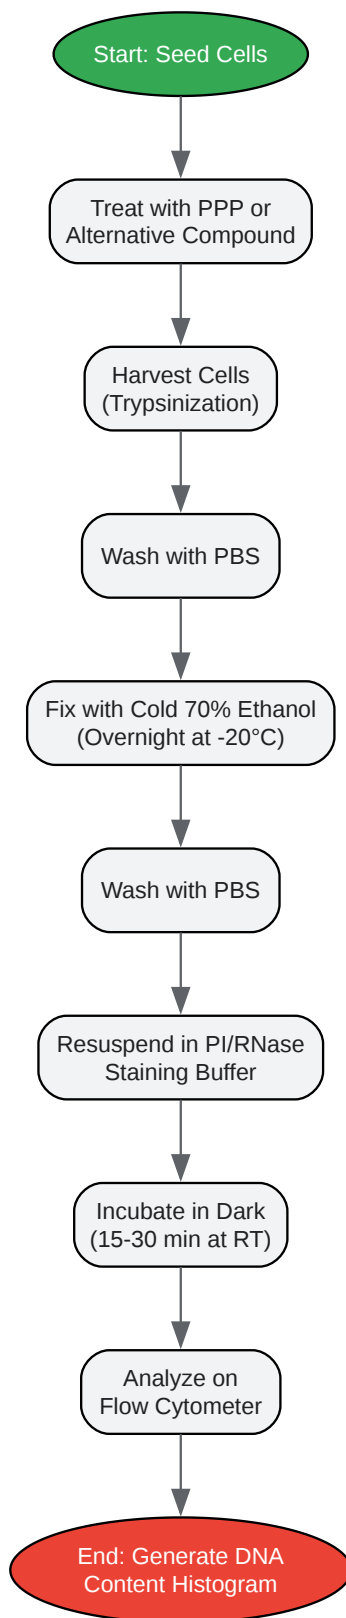 Start: Seed Cells
Treat with PPP or
Alternative Compound
Harvest Cells
(Trypsinization)
Wash with PBS
Fix with Cold 70% Ethanol
(Overnight at -20°C)
Wash with PBS
Resuspend in PI/RNase
Staining Buffer
Incubate in Dark
(15-30 min at RT)
Analyze on
Flow Cytometer
End: Generate DNA
Content Histogram